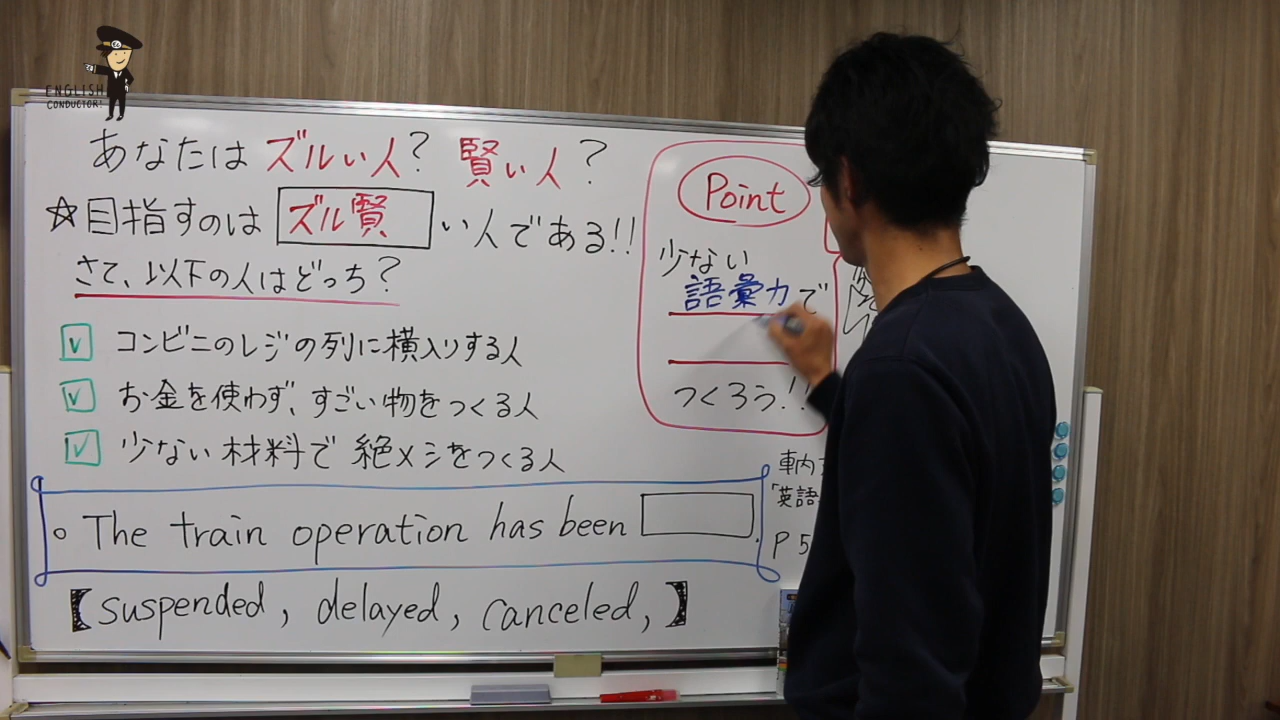 ENGLISH
CONDUCTOR!
あなたは ズルい人? 賢い人?
☆目指すのは ズル賢 い人である!!
さて、以下の人はどっち?
✓ コンビニのレジの列に横入りする人
✓ お金を使わず、すごい物をつくる人
✓ 少ない材料で 絶メシをつくる人
。The train operation has been      .
【suspended, delayed, canceled, 】
Point
少ない
語彙力で
つくろう!!
車内
「英語
P 5